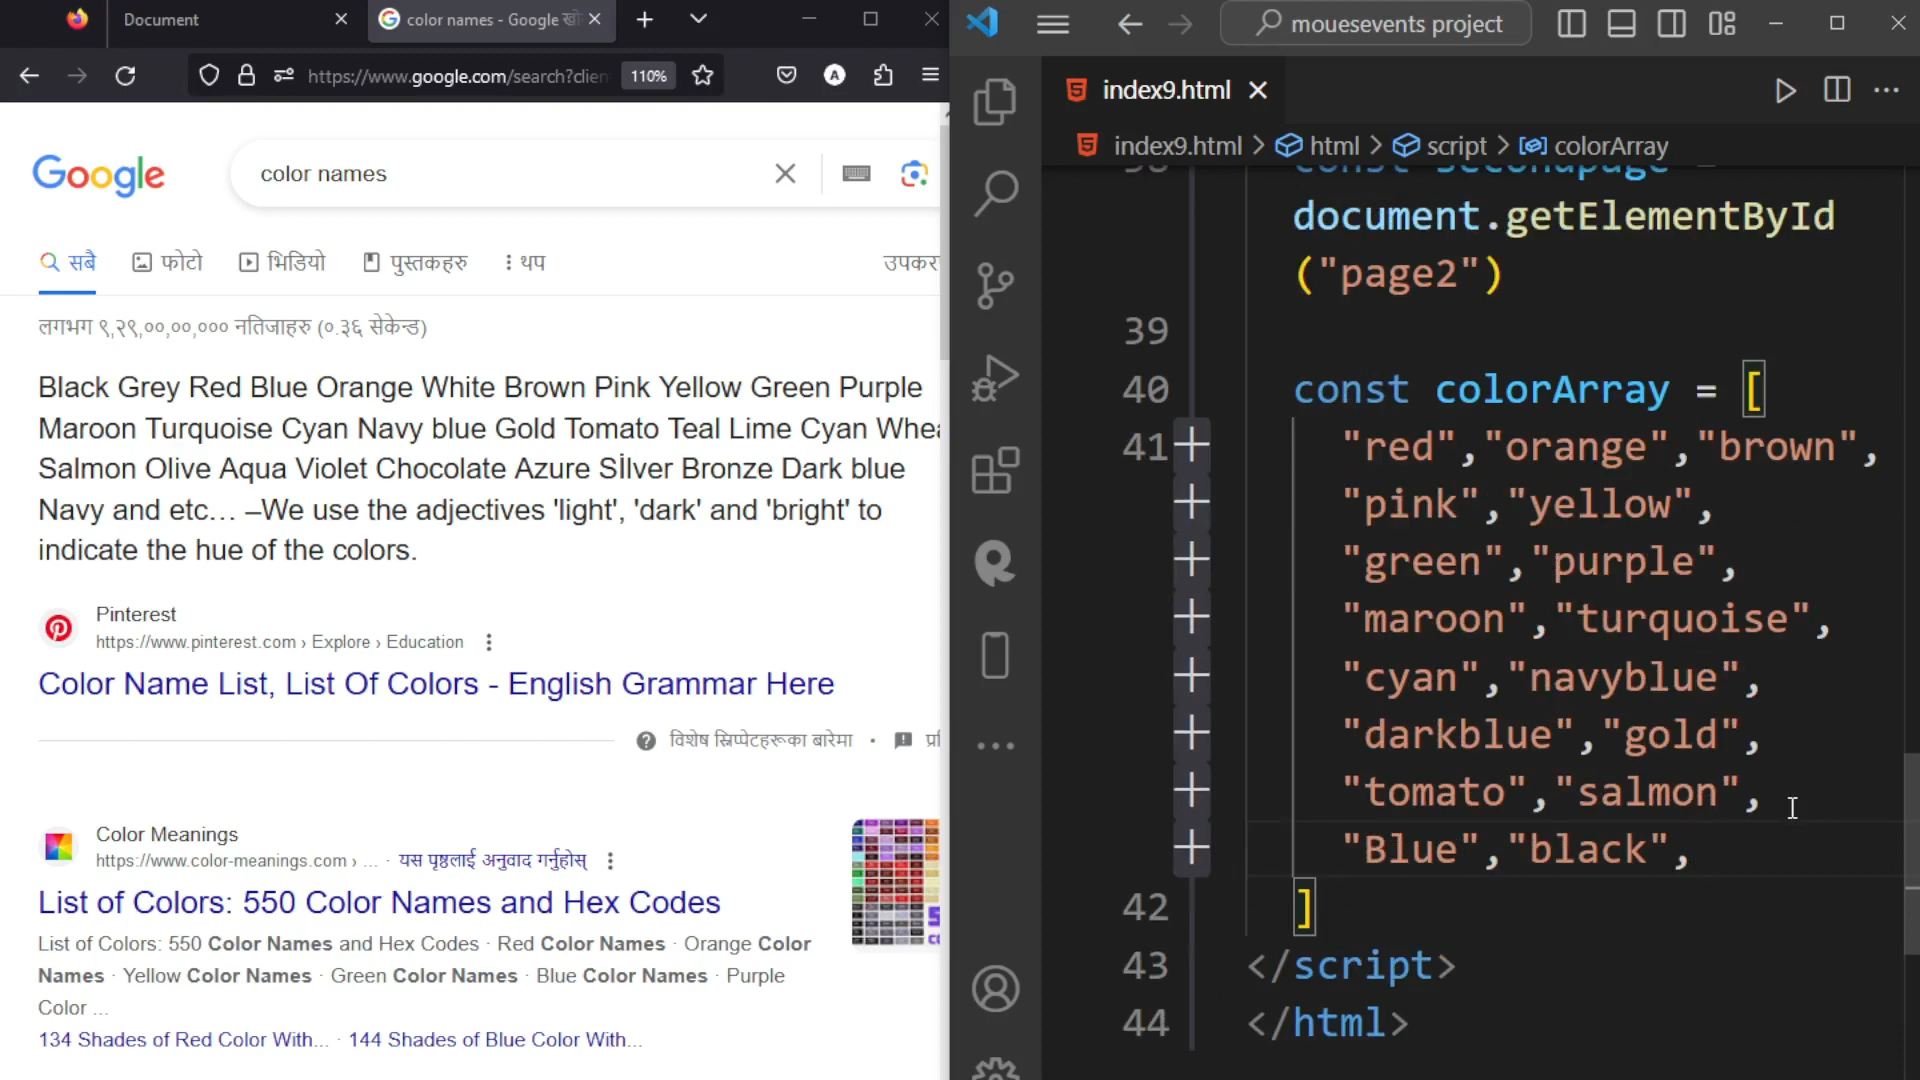 Document
color names - Google खो
https://www.google.com/search?clien
110%
A
Google
color names
सबै
फोटो
भिडियो
पुस्तकहरु
थप
उपकर
लगभग ९,२९,००,००,००० नतिजाहरु (०.३६ सेकेन्ड)
Black Grey Red Blue Orange White Brown Pink Yellow Green Purple
Maroon Turquoise Cyan Navy blue Gold Tomato Teal Lime Cyan Whea
Salmon Olive Aqua Violet Chocolate Azure Sİlver Bronze Dark blue
Navy and etc… –We use the adjectives 'light', 'dark' and 'bright' to
indicate the hue of the colors.
Pinterest
https://www.pinterest.com › Explore › Education
Color Name List, List Of Colors - English Grammar Here
विशेष स्निप्पेटहरूका बारेमा
•
प्रति
Color Meanings
https://www.color-meanings.com › ... · यस पृष्ठलाई अनुवाद गर्नुहोस्
List of Colors: 550 Color Names and Hex Codes
List of Colors: 550 Color Names and Hex Codes · Red Color Names · Orange Color
Names · Yellow Color Names · Green Color Names · Blue Color Names · Purple
Color ...
134 Shades of Red Color With... · 144 Shades of Blue Color With...
mouesevents project
index9.html
index9.html > html > script > colorArray
38 const secondpage =
document.getElementById
("page2")
39
40 const colorArray = [
41 "red","orange","brown",
"pink","yellow",
"green","purple",
"maroon","turquoise",
"cyan","navyblue",
"darkblue","gold",
"tomato","salmon",
"Blue","black",
42 ]
43 </script>
44 </html>